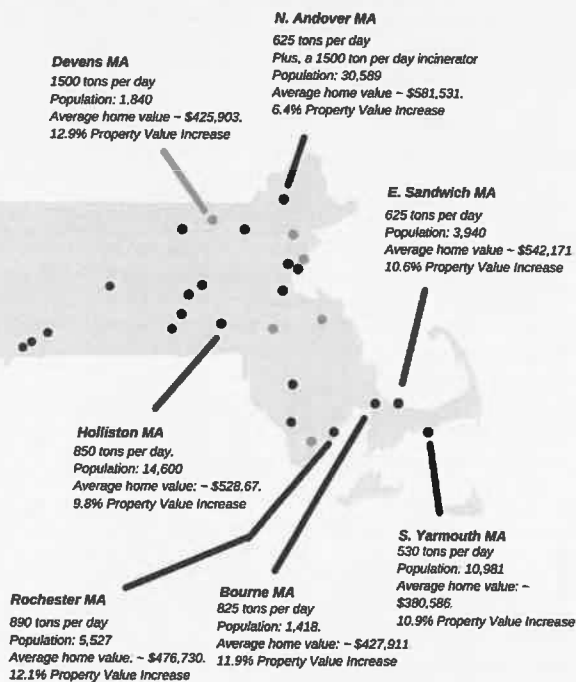 N. Andover MA
625 tons per day
Plus, a 1500 ton per day incinerator
Population: 30,589
Average home value ~ $581,531.
6.4% Property Value Increase
Devens MA
1500 tons per day
Population: 1,840
Average home value ~ $425,903.
12.9% Property Value Increase
E. Sandwich MA
625 tons per day
Population: 3,940
Average home value ~ $542,171
10.6% Property Value Increase
Holliston MA
850 tons per day.
Population: 14,600
Average home value: ~ $528,67.
9.8% Property Value Increase
S. Yarmouth MA
530 tons per day
Population: 10,981
Average home value: ~
$380,586.
10.9% Property Value Increase
Rochester MA
890 tons per day
Population: 5,527
Average home value: ~ $476,730.
12.1% Property Value Increase
Bourne MA
825 tons per day
Population: 1,418.
Average home value: ~ $427,911
11.9% Property Value Increase